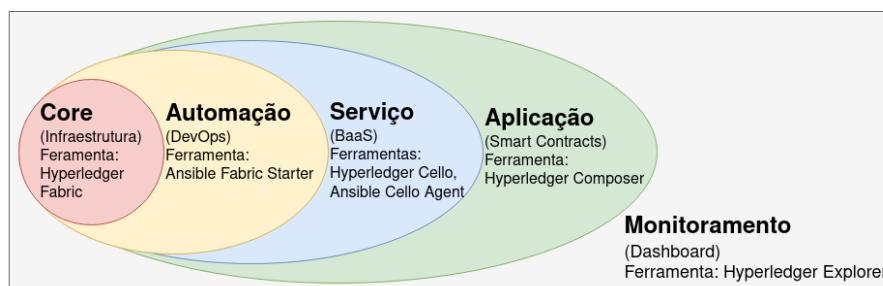 Core
(Infraestrutura)
Feramenta:
Hyperledger
Fabric
Automação
(DevOps)
Ferramenta:
Ansible Fabric Starter
Serviço
(BaaS)
Ferramentas:
Hyperledger Cello,
Ansible Cello Agent
Aplicação
(Smart Contracts)
Ferramenta:
Hyperledger Composer
Monitoramento
(Dashboard)
Ferramenta: Hyperledger Explorer